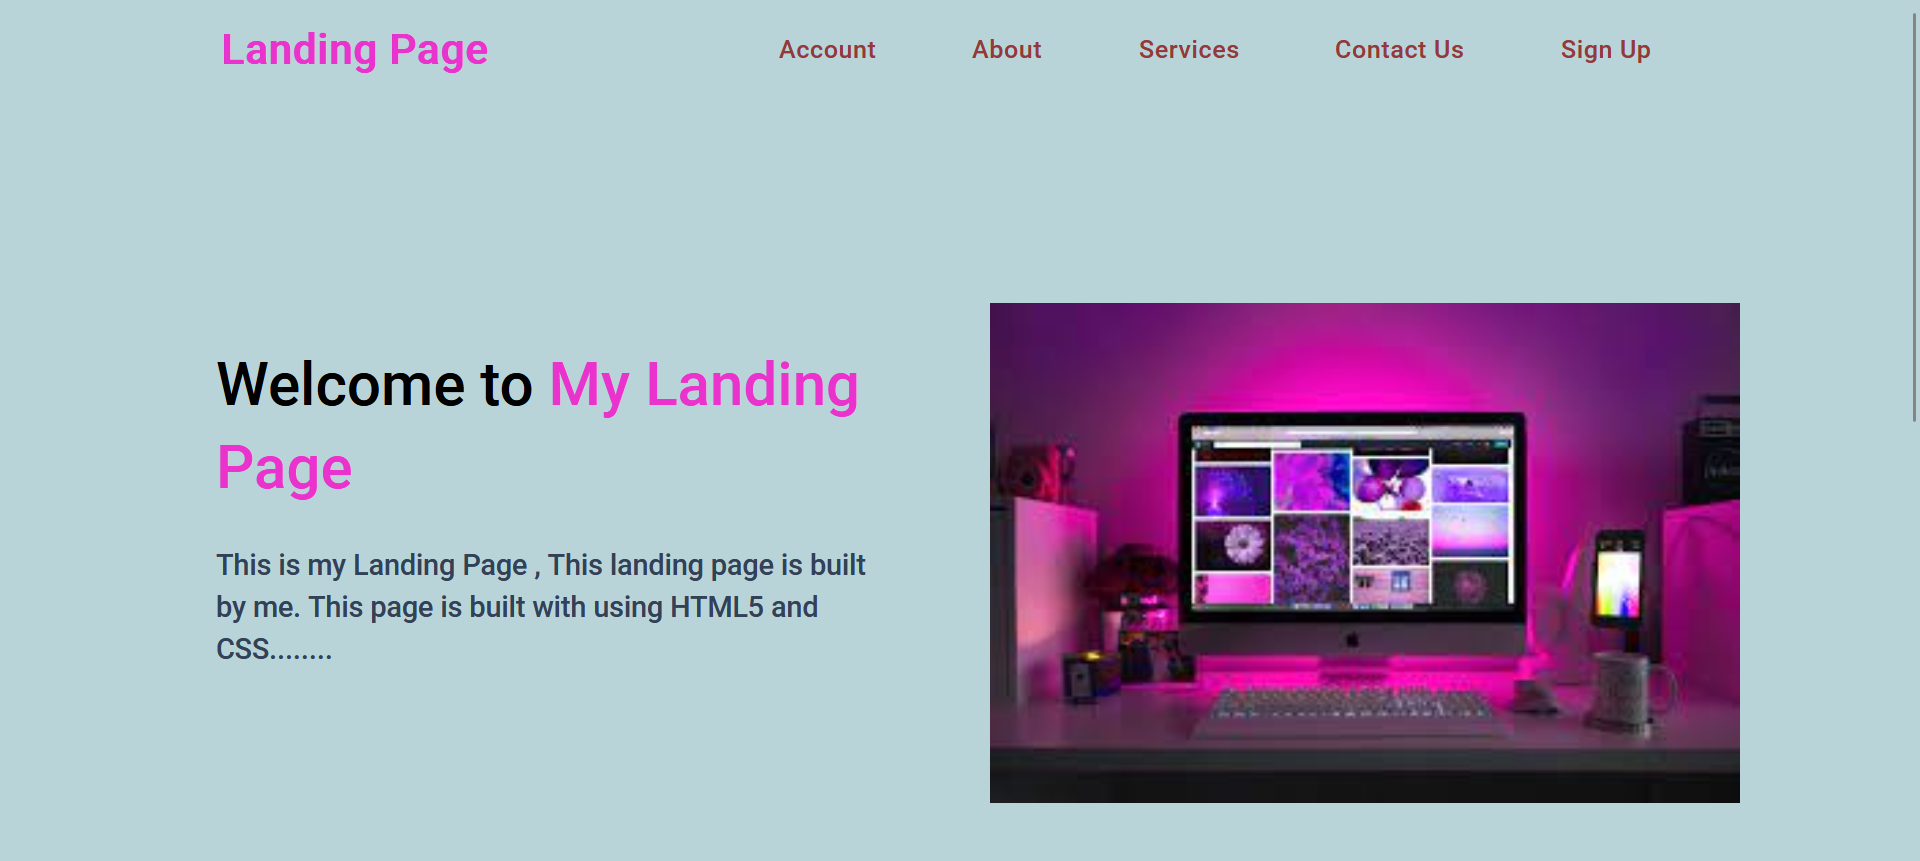 Landing Page
Account About Services Contact Us Sign Up
Welcome to My Landing
Page
This is my Landing Page , This landing page is built
by me. This page is built with using HTML5 and
CSS........